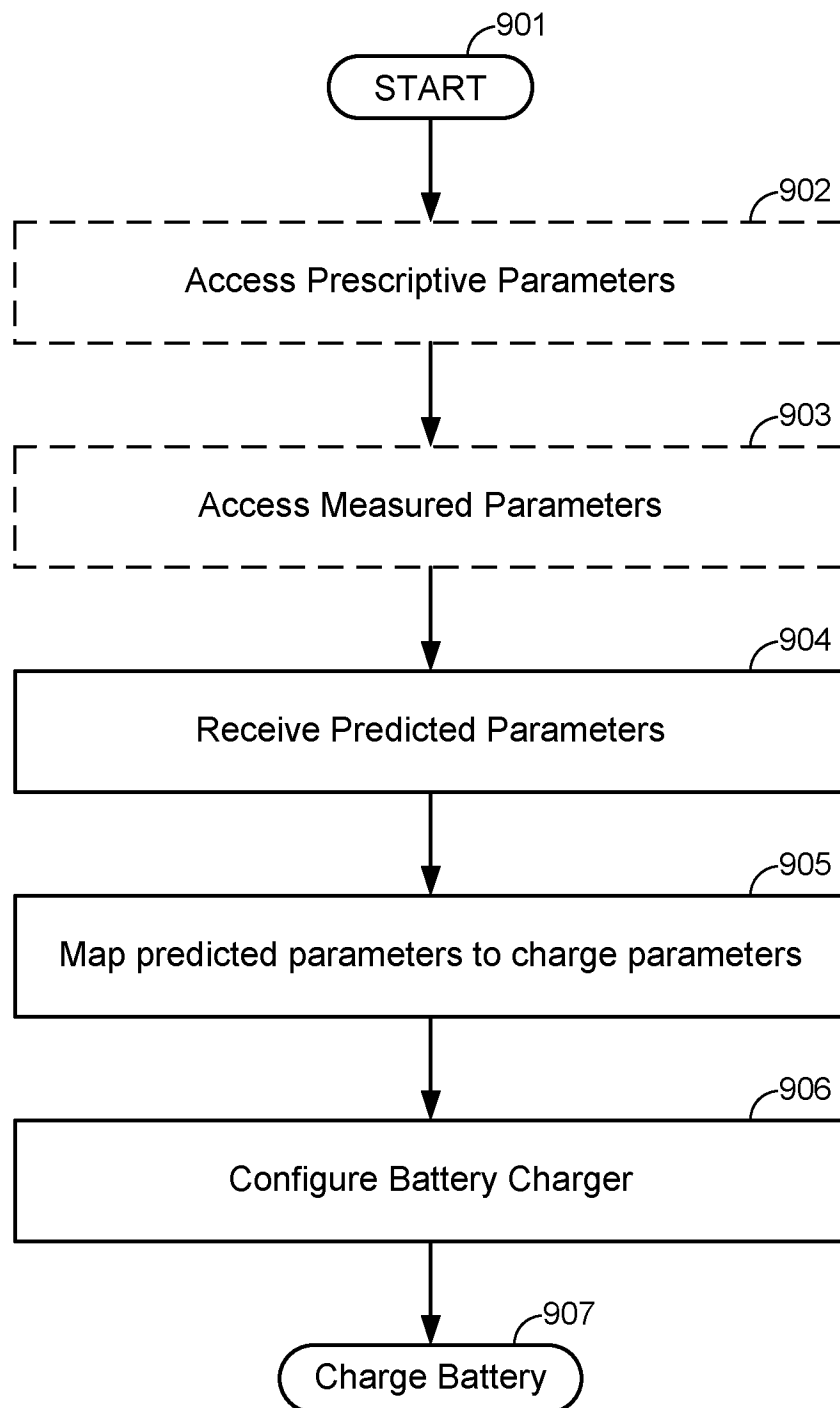 901
START
902
Access Prescriptive Parameters
903
Access Measured Parameters
904
Receive Predicted Parameters
905
Map predicted parameters to charge parameters
906
Configure Battery Charger
907
Charge Battery